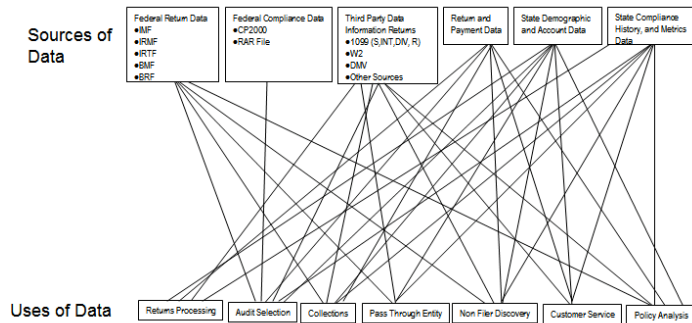 Sources of
Data
Federal Return Data
●IMF
●IRMF
●IRTF
●BMF
●BRF
Federal Compliance Data
●CP2000
●RAR File
Third Party Data
Information Returns
●1099 (S,INT,DIV, R)
●W2
●DMV
●Other Sources
Return and
Payment Data
State Demographic
and Account Data
State Compliance
History, and Metrics
Data
Uses of Data
Returns Processing
Audit Selection
Collections
Pass Through Entity
Non Filer Discovery
Customer Service
Policy Analysis